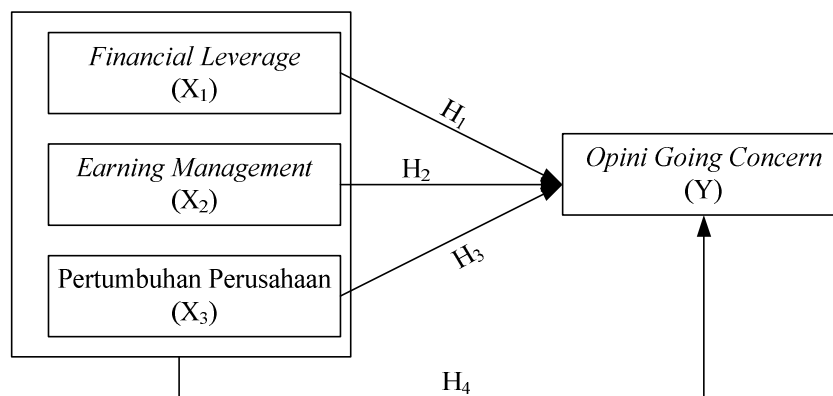 Financial Leverage
(X₁)
H₁
Earning Management
(X₂)
H₂
Opini Going Concern
(Y)
Pertumbuhan Perusahaan
(X₃)
H₃
H₄